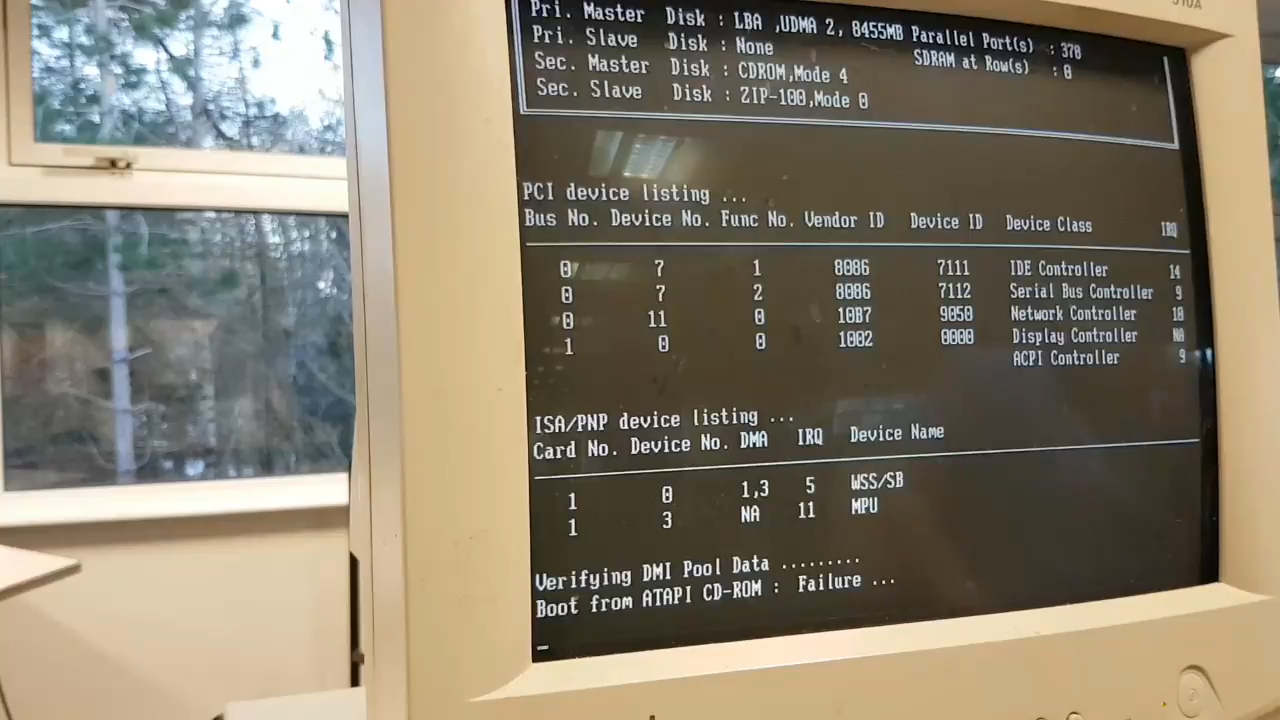 Pri. Master Disk : LBA ,UDMA 2, 8455MB Parallel Port(s) : 378
Pri. Slave Disk : None SDRAM at Row(s) : 0
Sec. Master Disk : CDROM,Mode 4
Sec. Slave Disk : ZIP-100,Mode 0
PCI device listing ...
Bus No. Device No. Func No. Vendor ID Device ID Device Class IRQ
0 7 1 8086 7111 IDE Controller 14
0 7 2 8086 7112 Serial Bus Controller 9
0 11 0 10B7 9050 Network Controller 10
1 0 0 1002 0000 Display Controller NA
ACPI Controller 9
ISA/PNP device listing ...
Card No. Device No. DMA IRQ Device Name
1 0 1,3 5 WSS/SB
1 3 NA 11 MPU
Verifying DMI Pool Data .........
Boot from ATAPI CD-ROM : Failure ...